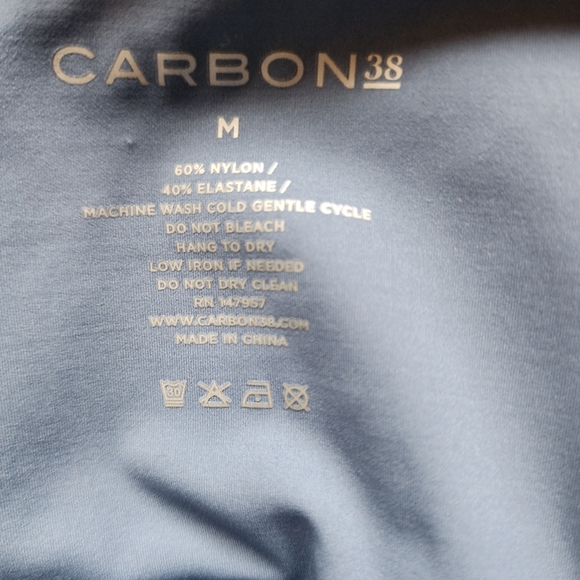 CARBON38
M
60% NYLON /
40% ELASTANE /
MACHINE WASH COLD GENTLE CYCLE
DO NOT BLEACH
HANG TO DRY
LOW IRON IF NEEDED
DO NOT DRY CLEAN
RN 147957
WWW.CARBON38.COM
MADE IN CHINA
30